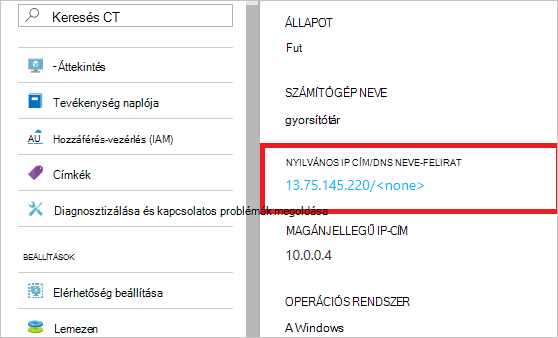 Keresés CT
-Áttekintés
Tevékenység naplója
Hozzáférés-vezérlés (IAM)
Címkék
Diagnosztizálása és kapcsolatos problémák megoldása
BEÁLLÍTÁSOK
Elérhetőség beállítása
Lemezen
ÁLLAPOT
Fut
SZÁMÍTÓGÉP NEVE
gyorsítótár
NYILVÁNOS IP CÍM/DNS NEVE-FELIRAT
13.75.145.220/<none>
MAGÁNJELLEGŰ IP-CÍM
10.0.0.4
OPERÁCIÓS RENDSZER
A Windows